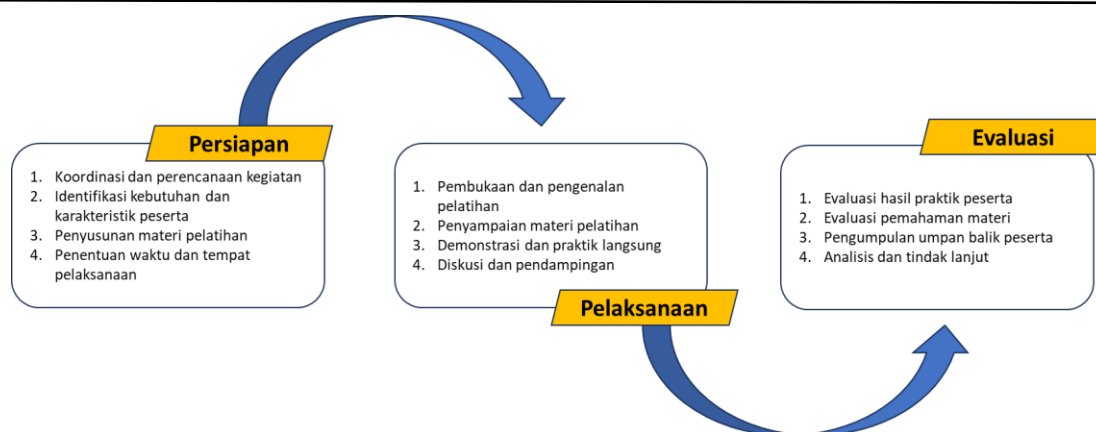 Persiapan
1. Koordinasi dan perencanaan kegiatan
2. Identifikasi kebutuhan dan
karakteristik peserta
3. Penyusunan materi pelatihan
4. Penentuan waktu dan tempat
pelaksanaan
1. Pembukaan dan pengenalan
pelatihan
2. Penyampaian materi pelatihan
3. Demonstrasi dan praktik langsung
4. Diskusi dan pendampingan
Pelaksanaan
Evaluasi
1. Evaluasi hasil praktik peserta
2. Evaluasi pemahaman materi
3. Pengumpulan umpan balik peserta
4. Analisis dan tindak lanjut